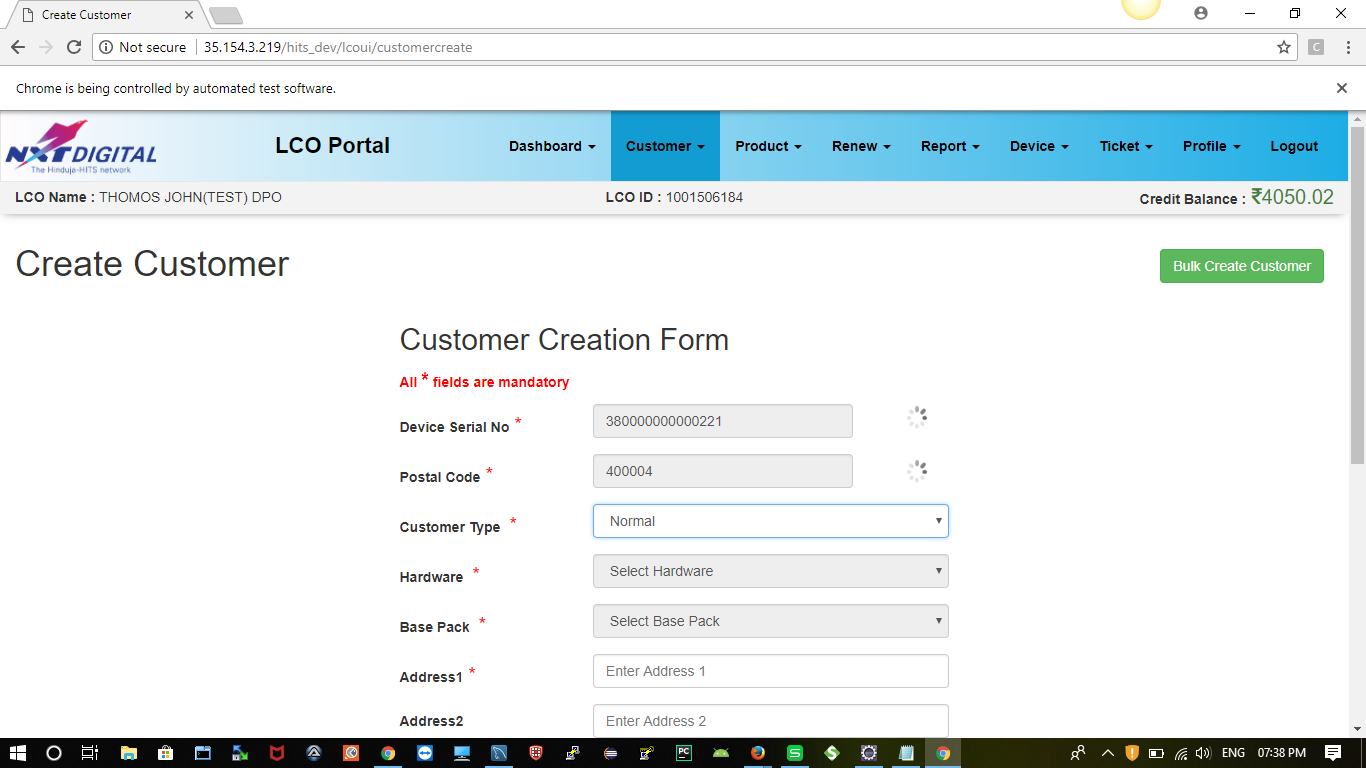 Create Customer
Not secure 35.154.3.219/hits_dev/lcoui/customercreate
C
Chrome is being controlled by automated test software.
NXTDIGITAL
The Hinduja-HITS network
LCO Portal
Dashboard Customer Product Renew Report Device Ticket Profile Logout
LCO Name : THOMOS JOHN(TEST) DPO LCO ID : 1001506184 Credit Balance : ₹4050.02
Create Customer
Bulk Create Customer
Customer Creation Form
All * fields are mandatory
Device Serial No * 380000000000221
Postal Code * 400004
Customer Type * Normal
Hardware * Select Hardware
Base Pack * Select Base Pack
Address1 * Enter Address 1
Address2 Enter Address 2
PC
ENG 07:38 PM